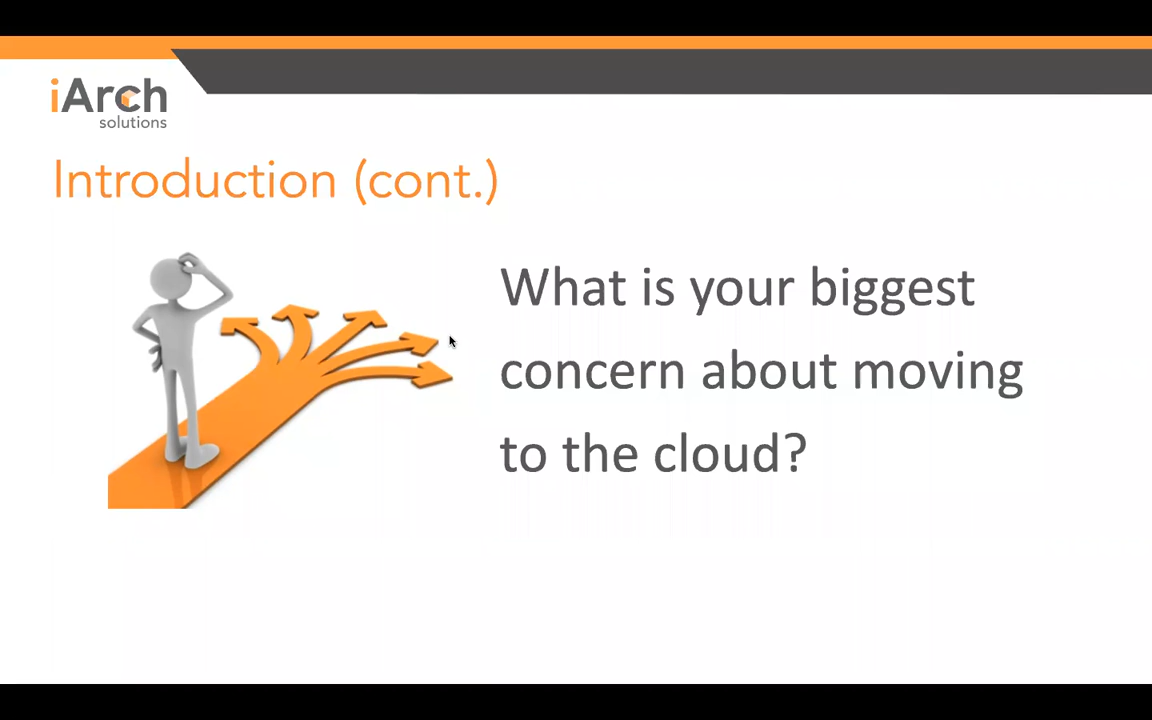 iArch
solutions
Introduction (cont.)
What is your biggest
concern about moving
to the cloud?